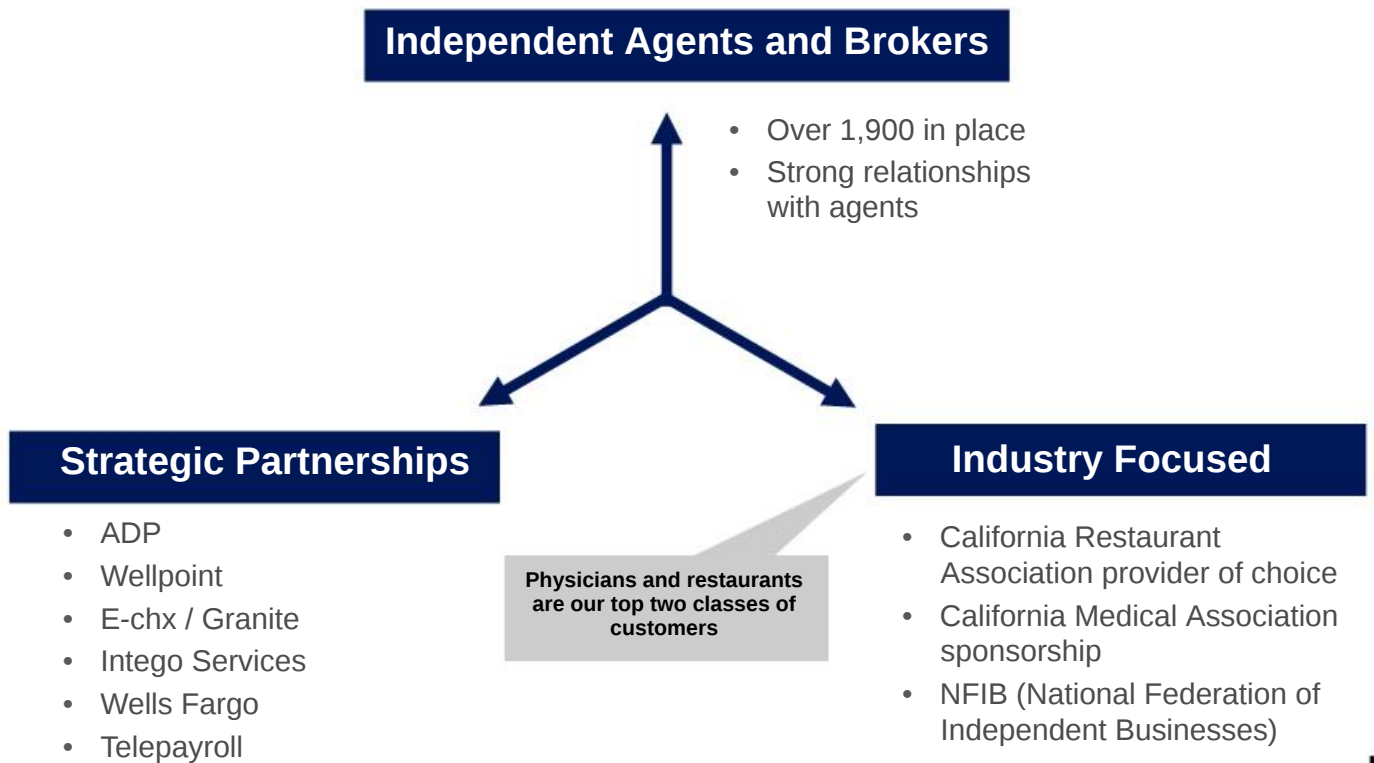 Independent Agents and Brokers
• Over 1,900 in place
• Strong relationships
with agents
Strategic Partnerships
• ADP
• Wellpoint
• E-chx / Granite
• Intego Services
• Wells Fargo
• Telepayroll
Physicians and restaurants
are our top two classes of
customers
Industry Focused
• California Restaurant
Association provider of choice
• California Medical Association
sponsorship
• NFIB (National Federation of
Independent Businesses)